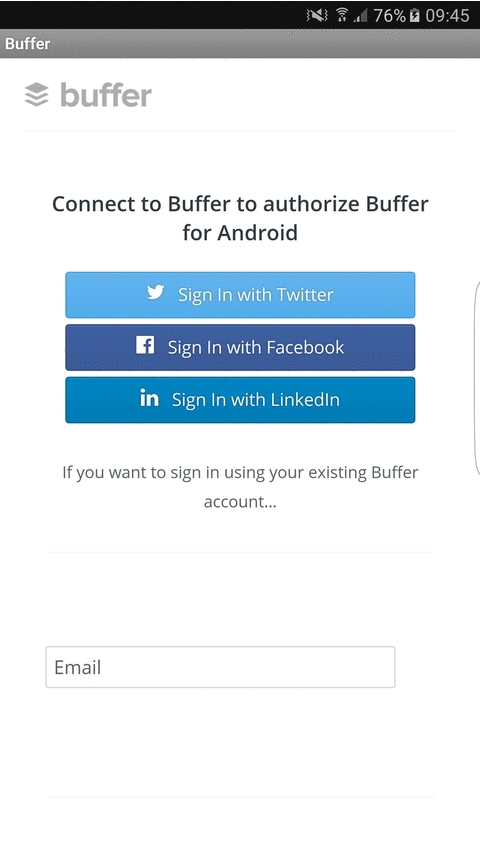 76% 09:45
Buffer
buffer
Connect to Buffer to authorize Buffer
for Android
Sign In with Twitter
Sign In with Facebook
in Sign In with LinkedIn
If you want to sign in using your existing Buffer
account...
Email